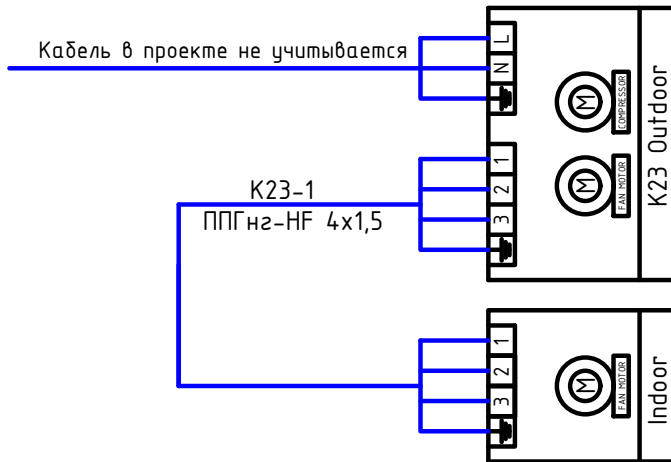 Кабель в проекте не учитывается
L
N
M
COMPRESSOR
K23 Outdoor
1
2
3
M
FAN MOTOR
К23-1
ППГнг-HF 4x1,5
1
2
3
M
FAN MOTOR
Indoor